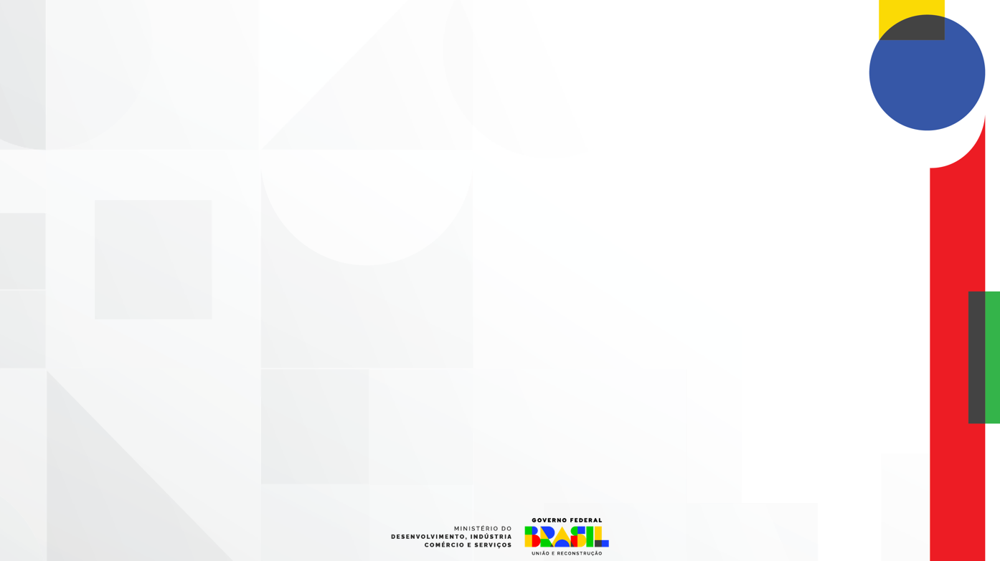 MINISTÉRIO DO
DESENVOLVIMENTO, INDÚSTRIA
COMÉRCIO E SERVIÇOS
GOVERNO FEDERAL
BRASIL
UNIÃO E RECONSTRUÇÃO